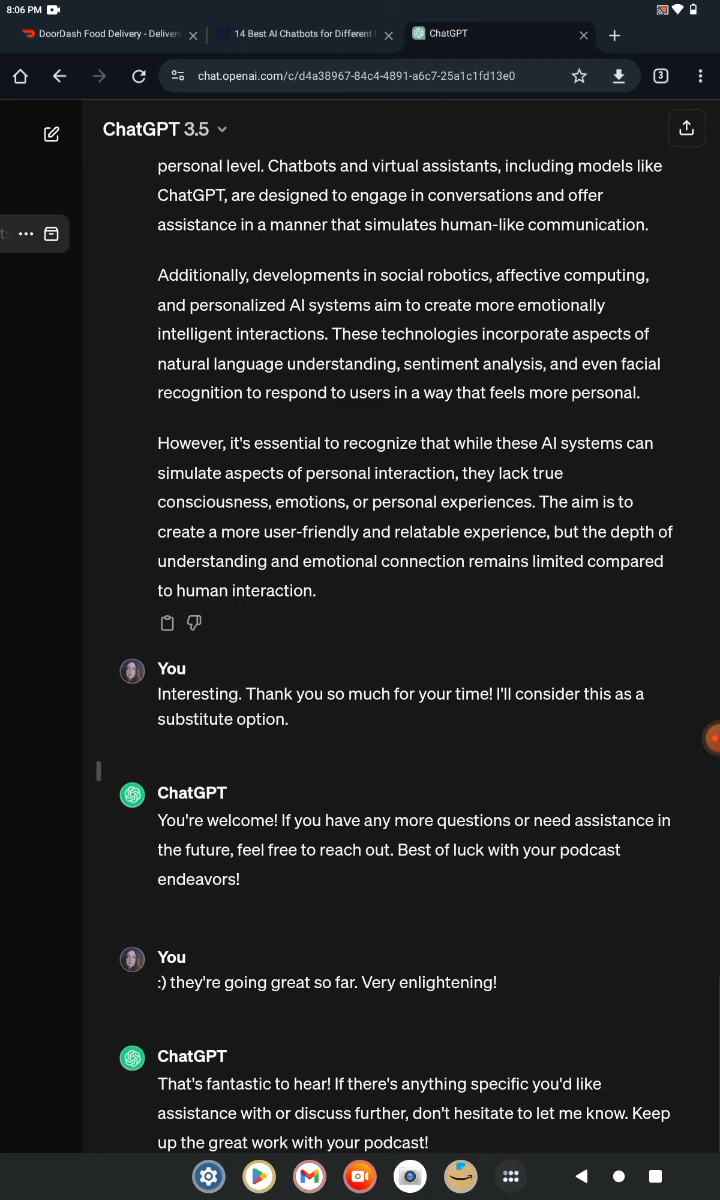 8:06 PM
DoorDash Food Delivery - Deliver
14 Best AI Chatbots for Different
ChatGPT
chat.openai.com/c/d4a38967-84c4-4891-a6c7-25a1c1fd13e0
3
ChatGPT 3.5
personal level. Chatbots and virtual assistants, including models like
ChatGPT, are designed to engage in conversations and offer
assistance in a manner that simulates human-like communication.
Additionally, developments in social robotics, affective computing,
and personalized AI systems aim to create more emotionally
intelligent interactions. These technologies incorporate aspects of
natural language understanding, sentiment analysis, and even facial
recognition to respond to users in a way that feels more personal.
However, it's essential to recognize that while these AI systems can
simulate aspects of personal interaction, they lack true
consciousness, emotions, or personal experiences. The aim is to
create a more user-friendly and relatable experience, but the depth of
understanding and emotional connection remains limited compared
to human interaction.
You
Interesting. Thank you so much for your time! I'll consider this as a
substitute option.
ChatGPT
You're welcome! If you have any more questions or need assistance in
the future, feel free to reach out. Best of luck with your podcast
endeavors!
You
:) they're going great so far. Very enlightening!
ChatGPT
That's fantastic to hear! If there's anything specific you'd like
assistance with or discuss further, don't hesitate to let me know. Keep
up the great work with your podcast!